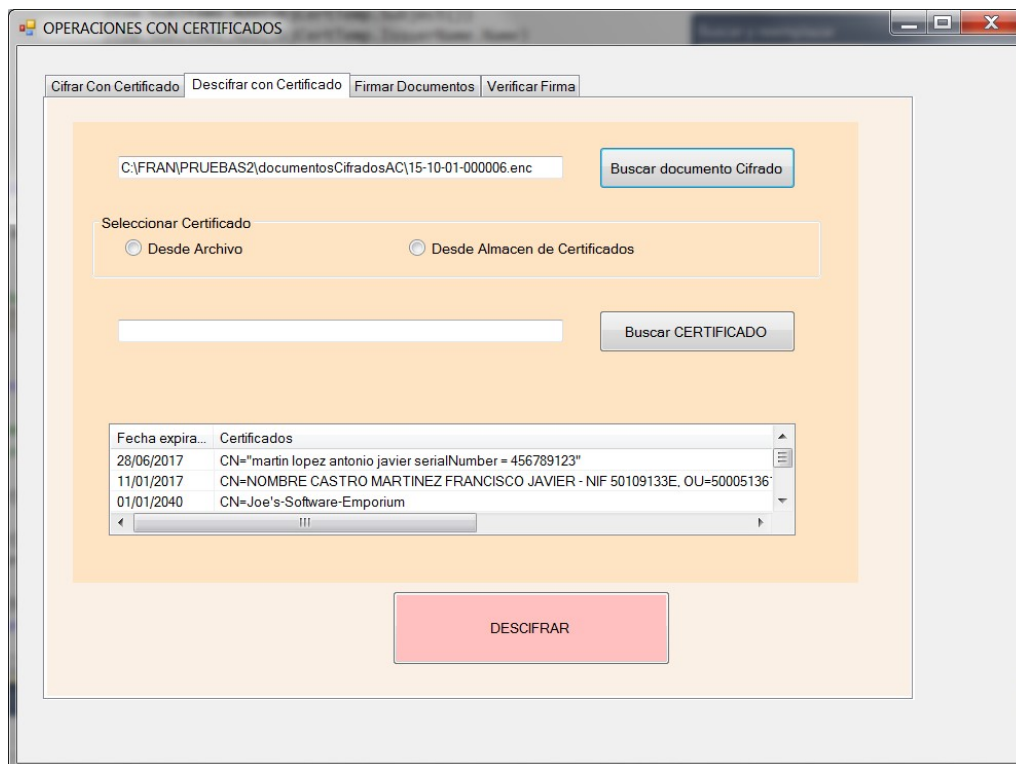 OPERACIONES CON CERTIFICADOS
Cifrar Con Certificado Descifrar con Certificado Firmar Documentos Verificar Firma
C:\FRAN\PRUEBAS2\documentosCifradosAC\15-10-01-000006.enc Buscar documento Cifrado
Seleccionar Certificado
Desde Archivo Desde Almacen de Certificados
Buscar CERTIFICADO
Fecha expira... Certificados
28/06/2017 CN="martin lopez antonio javier serialNumber = 456789123"
11/01/2017 CN=NOMBRE CASTRO MARTINEZ FRANCISCO JAVIER - NIF 50109133E, OU=500051367
01/01/2040 CN=Joe's-Software-Emporium
DESCIFRAR